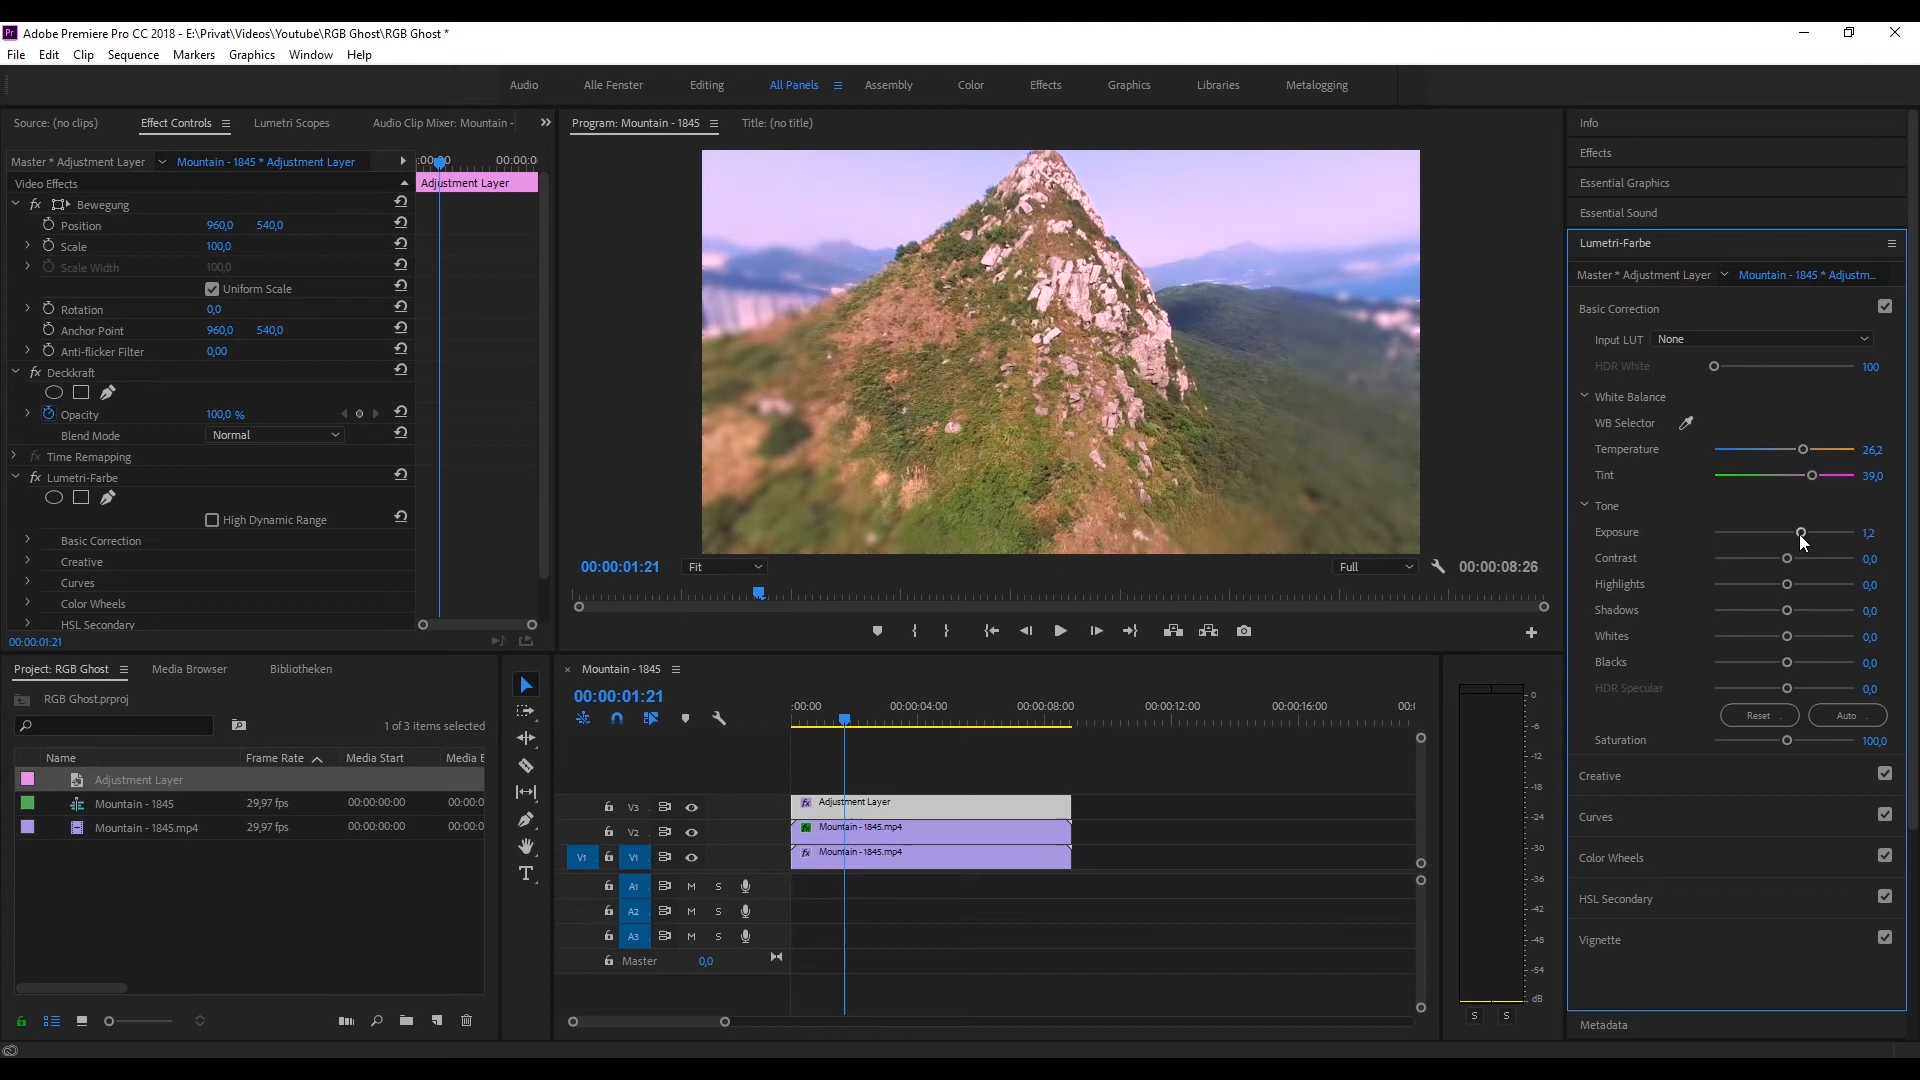 Adobe Premiere Pro CC 2018 - E:\Privat\Videos\Youtube\RGB Ghost\RGB Ghost *
File Edit Clip Sequence Markers Graphics Window Help
Audio Alle Fenster Editing All Panels Assembly Color Effects Graphics Libraries Metalogging
Source: (no clips) Effect Controls Lumetri Scopes Audio Clip Mixer: Mountain -
Master * Adjustment Layer Mountain - 1845 * Adjustment Layer
:00:00 00:00:0
Video Effects
Adjustment Layer
fx Bewegung
Position 960,0 540,0
Scale 100,0
Scale Width 100,0
Uniform Scale
Rotation 0,0
Anchor Point 960,0 540,0
Anti-flicker Filter 0,00
fx Deckkraft
Opacity 100,0 %
Blend Mode Normal
fx Time Remapping
fx Lumetri-Farbe
High Dynamic Range
Basic Correction
Creative
Curves
Color Wheels
HSL Secondary
00:00:01:21
Program: Mountain - 1845 Title: (no title)
00:00:01:21 Fit Full 00:00:08:26
Project: RGB Ghost Media Browser Bibliotheken
RGB Ghost.prproj
1 of 3 items selected
Name Frame Rate Media Start Media E
Adjustment Layer
Mountain - 1845 29,97 fps 00:00:00:00 00:00:0
Mountain - 1845.mp4 29,97 fps 00:00:00:00 00:00:0
T
× Mountain - 1845
00:00:01:21
:00:00 00:00:04:00 00:00:08:00 00:00:12:00 00:00:16:00 00:0
V3 fx Adjustment Layer
V2 fx Mountain - 1845.mp4
V1 V1 fx Mountain - 1845.mp4
A1 M S
A2 M S
A3 M S
Master 0,0
0
-6
-12
-18
-24
-30
-36
-42
-48
-54
dB
S S
Info
Effects
Essential Graphics
Essential Sound
Lumetri-Farbe
Master * Adjustment Layer Mountain - 1845 * Adjustm...
Basic Correction
Input LUT None
HDR White 100
White Balance
WB Selector
Temperature 26,2
Tint 39,0
Tone
Exposure 1,2
Contrast 0,0
Highlights 0,0
Shadows 0,0
Whites 0,0
Blacks 0,0
HDR Specular 0,0
Reset Auto
Saturation 100,0
Creative
Curves
Color Wheels
HSL Secondary
Vignette
Metadata